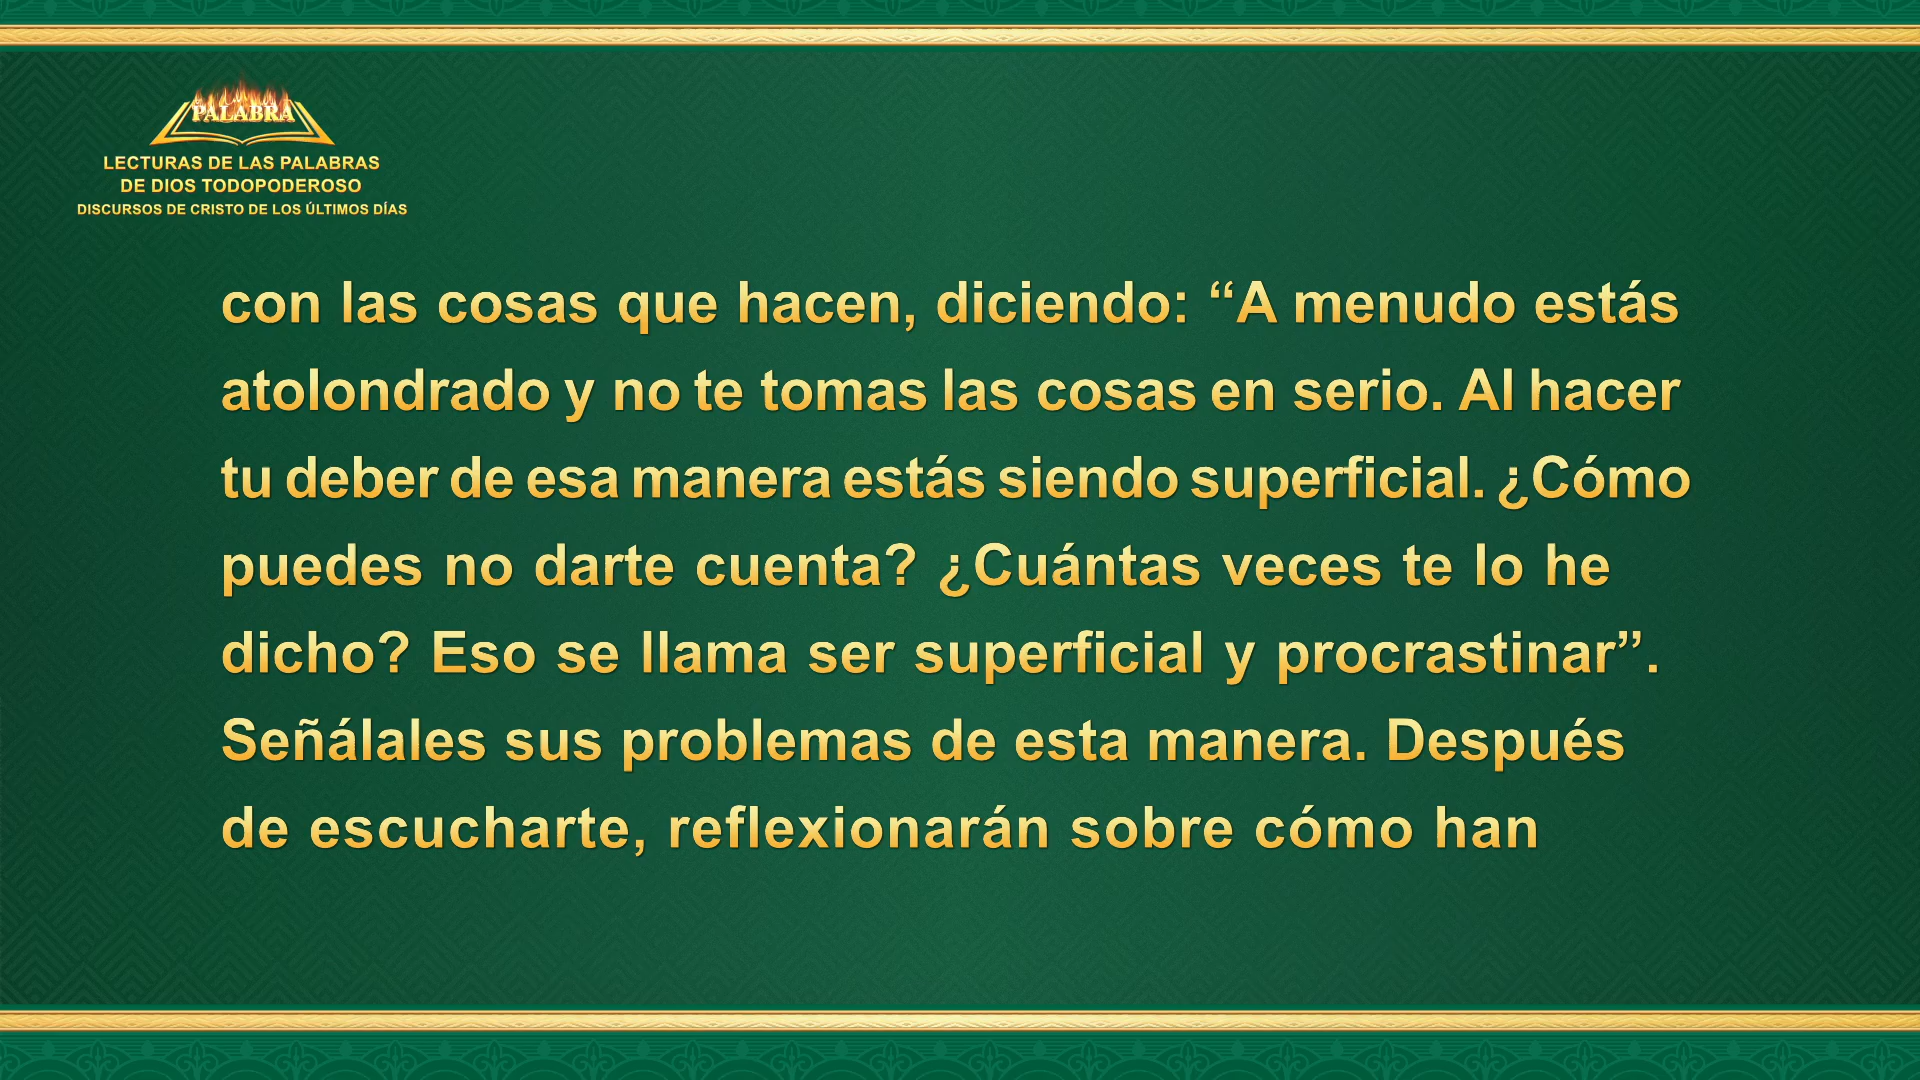 PALABRA
LECTURAS DE LAS PALABRAS
DE DIOS TODOPODEROSO
DISCURSOS DE CRISTO DE LOS ÚLTIMOS DÍAS
con las cosas que hacen, diciendo: “A menudo estás
atolondrado y no te tomas las cosas en serio. Al hacer
tu deber de esa manera estás siendo superficial. ¿Cómo
puedes no darte cuenta? ¿Cuántas veces te lo he
dicho? Eso se llama ser superficial y procrastinar”.
Señálales sus problemas de esta manera. Después
de escucharte, reflexionarán sobre cómo han